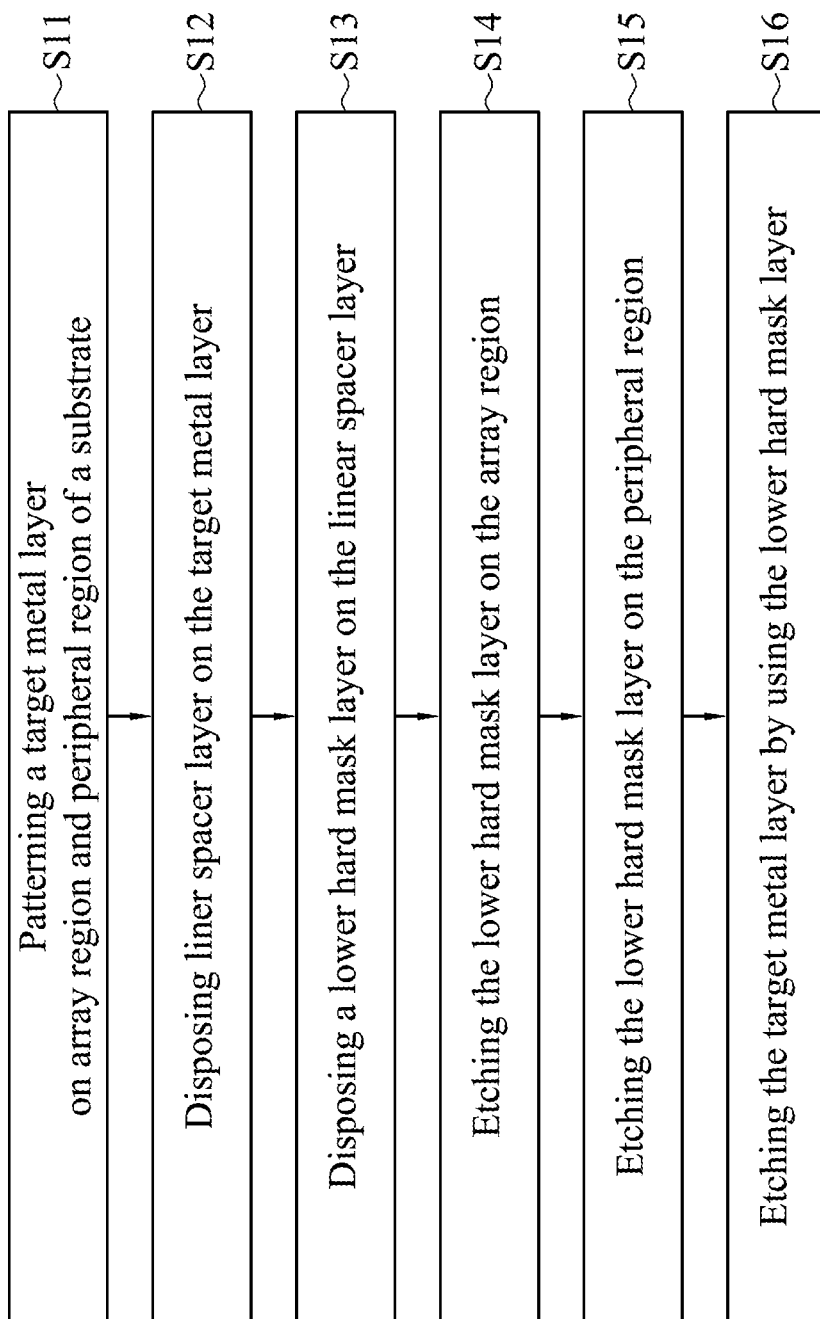 Patterning a target metal layer
on array region and peripheral region of a substrate
S11
Disposing liner spacer layer on the target metal layer
S12
Disposing a lower hard mask layer on the linear spacer layer
S13
Etching the lower hard mask layer on the array region
S14
Etching the lower hard mask layer on the peripheral region
S15
Etching the target metal layer by using the lower hard mask layer
S16